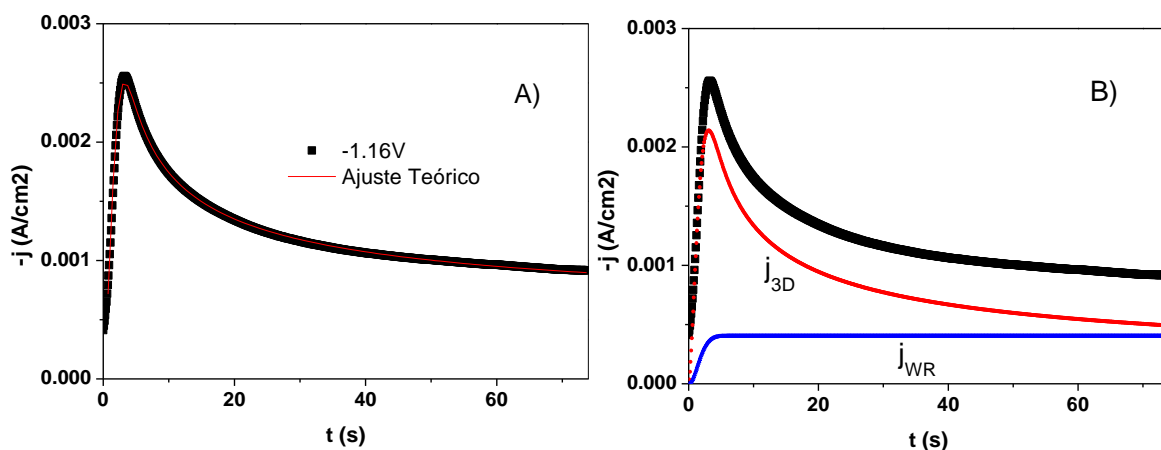 0.003
0.002
0.001
0.000
-j (A/cm2)
0
20
40
60
t (s)
A)
-1.16V
Ajuste Teórico
0.003
0.002
0.001
0.000
-j (A/cm2)
0
20
40
60
t (s)
B)
j3D
jWR